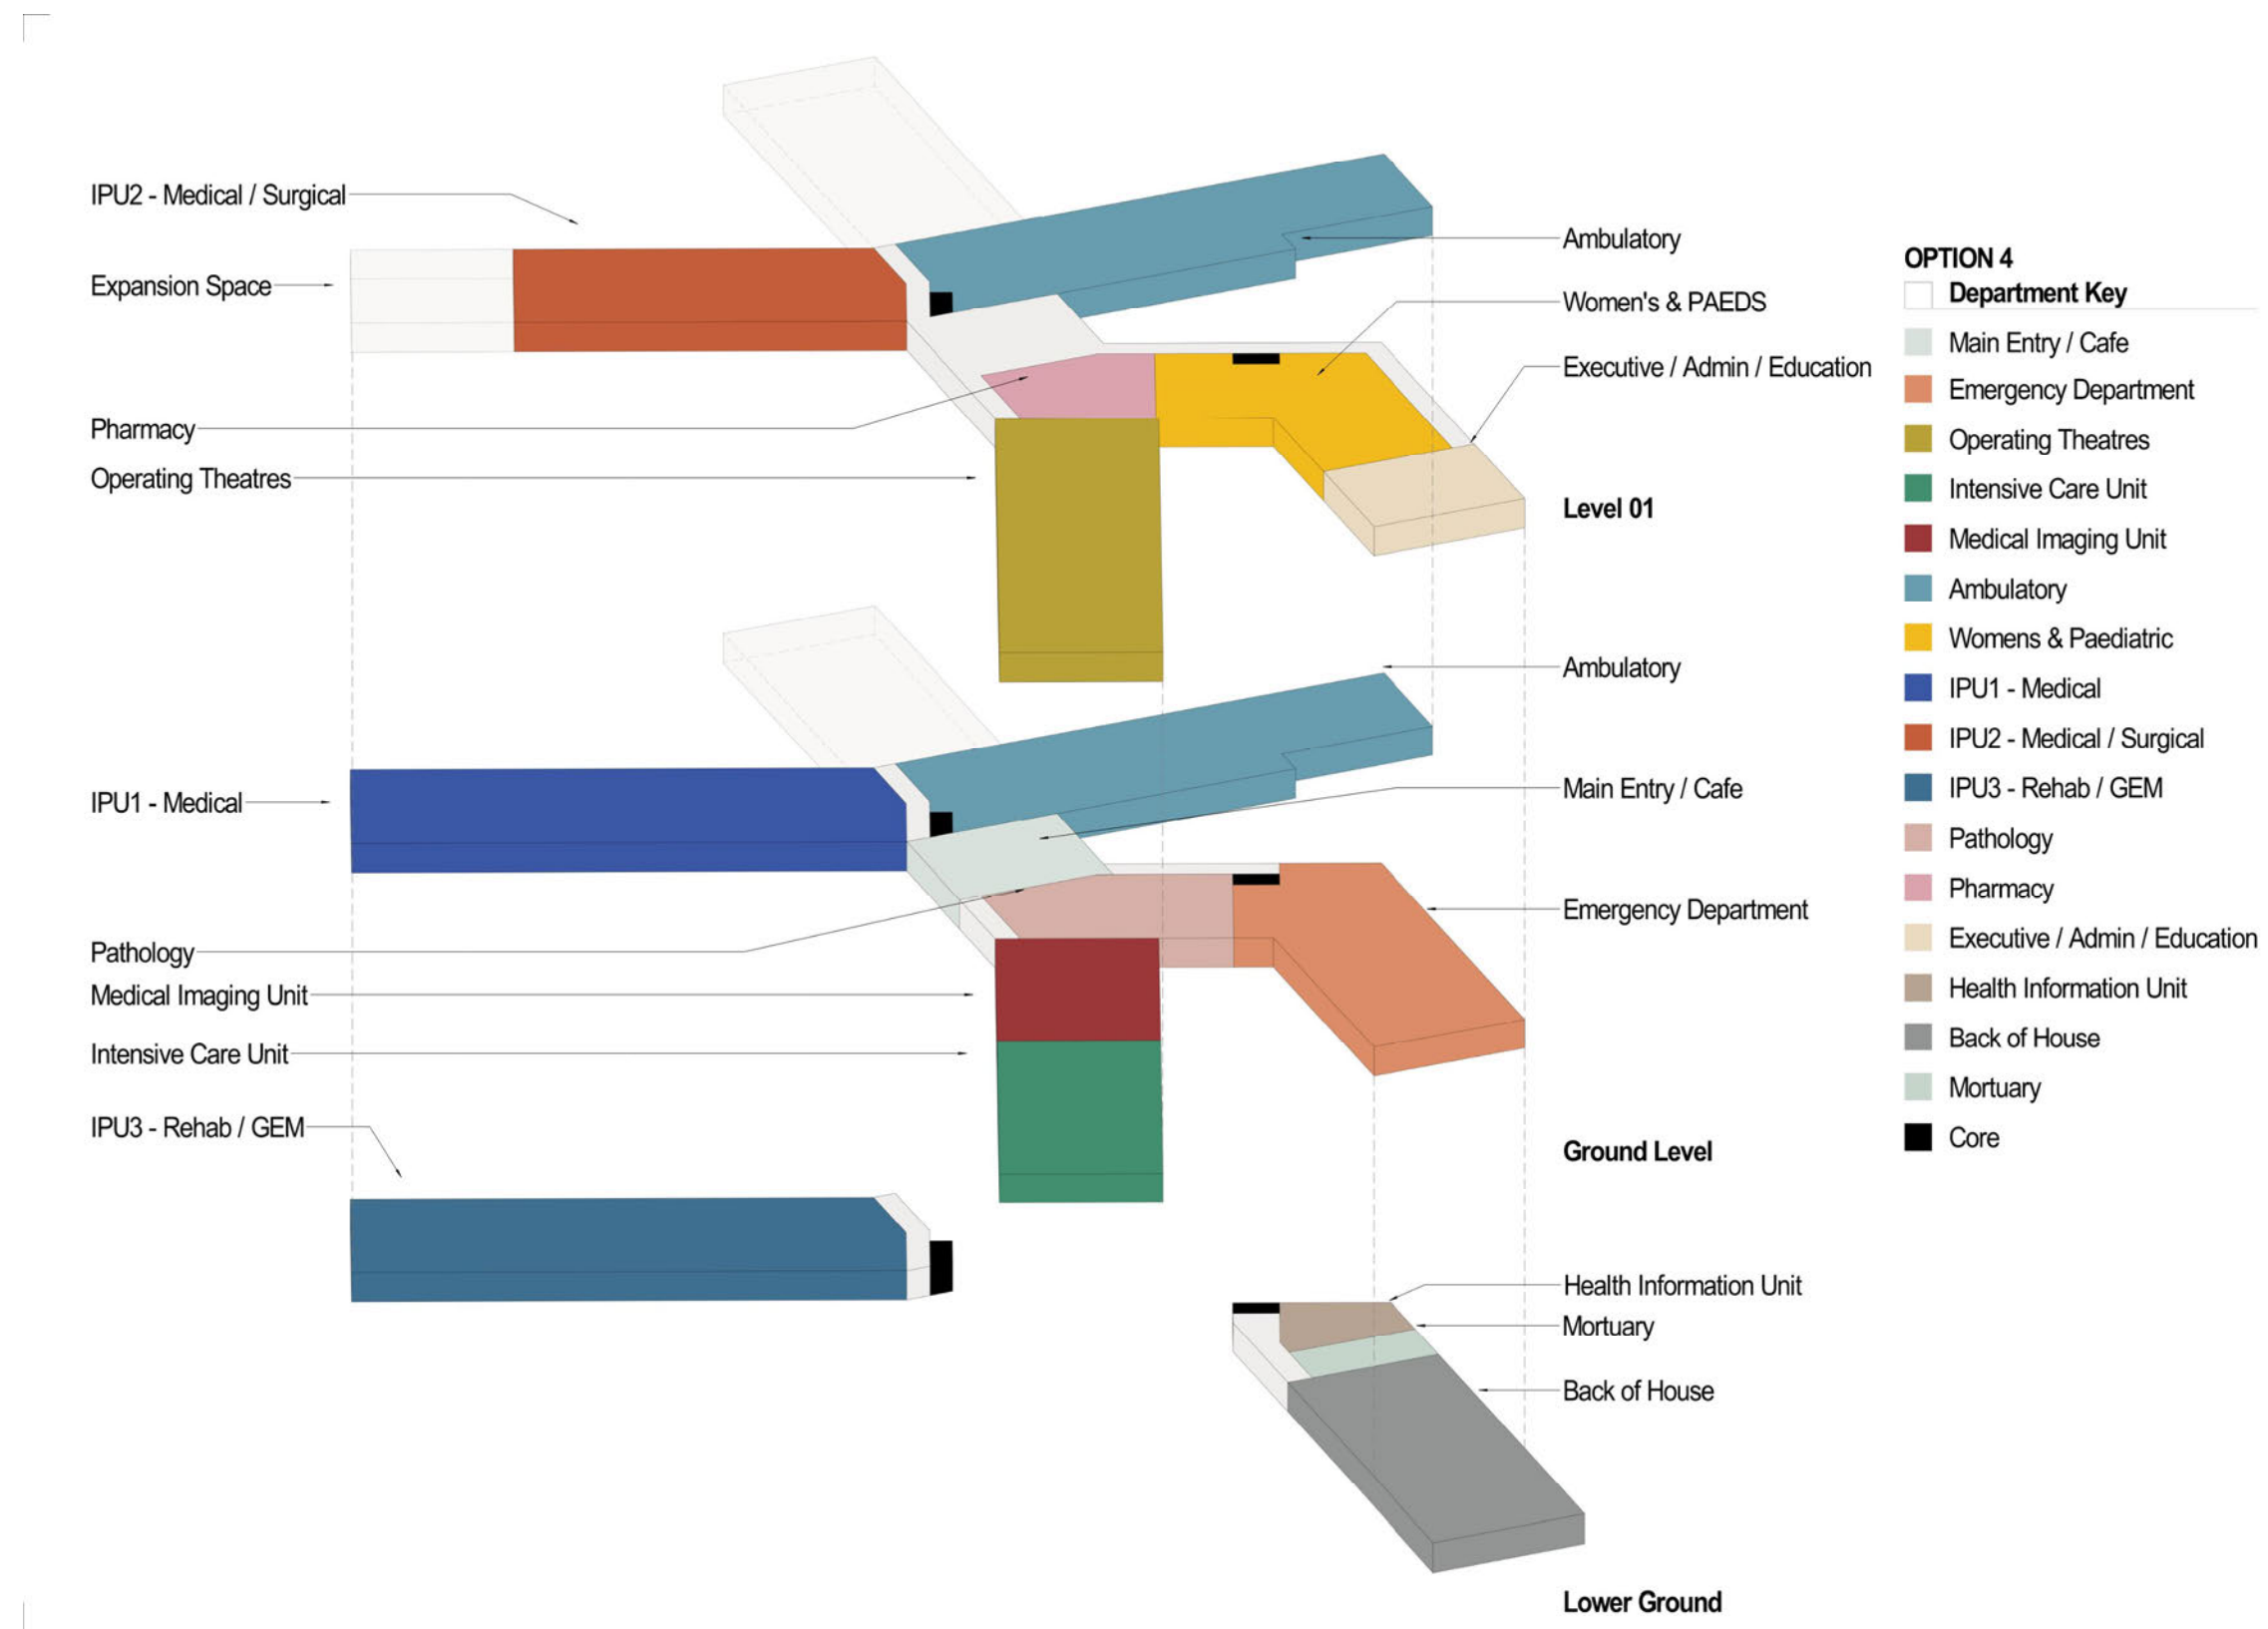 IPU2 - Medical / Surgical
Expansion Space
Pharmacy
Operating Theatres
Ambulatory
Women's & PAEDS
Executive / Admin / Education
Level 01
IPU1 - Medical
Pathology
Medical Imaging Unit
Intensive Care Unit
Ambulatory
Main Entry / Cafe
Emergency Department
Ground Level
IPU3 - Rehab / GEM
Health Information Unit
Mortuary
Back of House
Lower Ground
OPTION 4
Department Key
Main Entry / Cafe
Emergency Department
Operating Theatres
Intensive Care Unit
Medical Imaging Unit
Ambulatory
Womens & Paediatric
IPU1 - Medical
IPU2 - Medical / Surgical
IPU3 - Rehab / GEM
Pathology
Pharmacy
Executive / Admin / Education
Health Information Unit
Back of House
Mortuary
Core